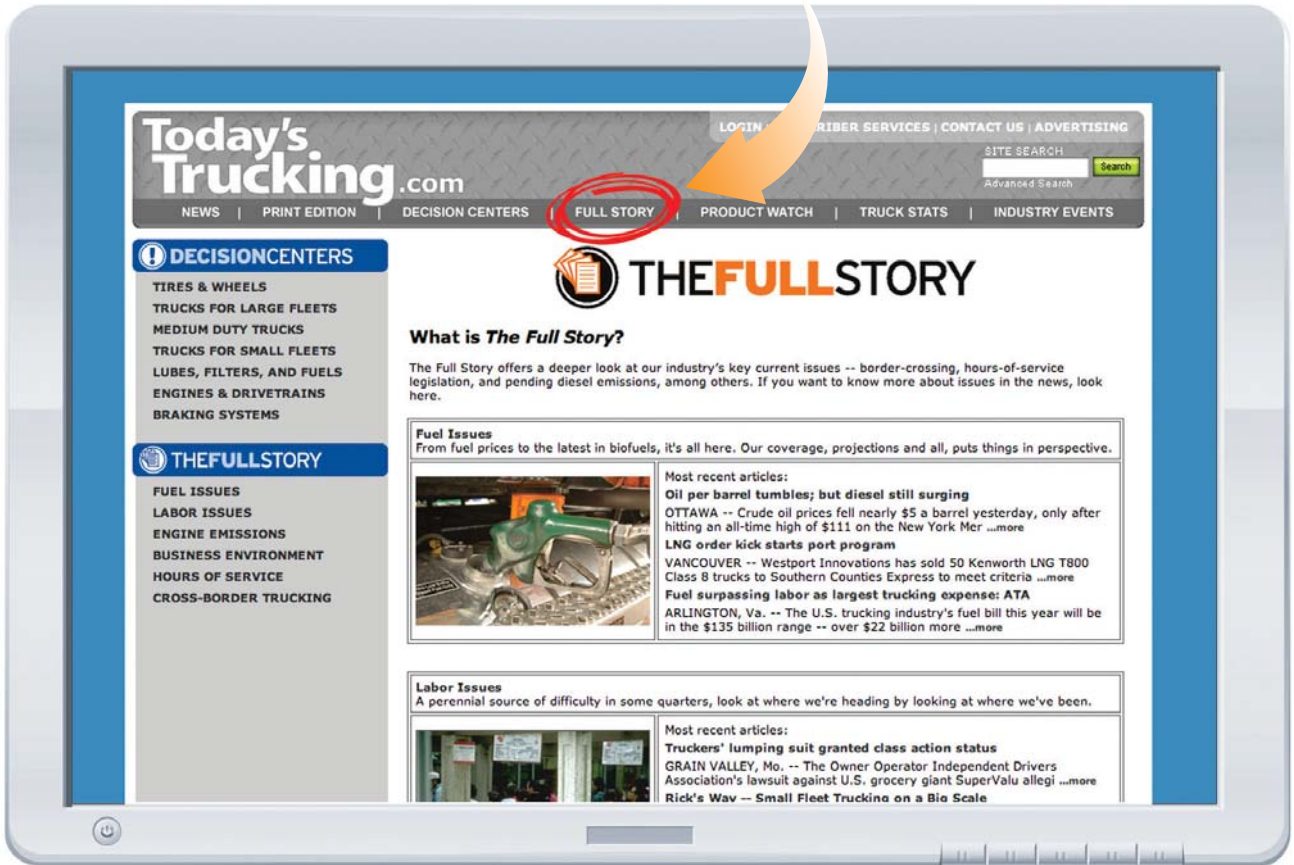 Today's
Trucking.com
LOGIN | RIBER SERVICES | CONTACT US | ADVERTISING
SITE SEARCH
Search
Advanced Search
NEWS | PRINT EDITION | DECISION CENTERS | FULL STORY | PRODUCT WATCH | TRUCK STATS | INDUSTRY EVENTS
DECISIONCENTERS
TIRES & WHEELS
TRUCKS FOR LARGE FLEETS
MEDIUM DUTY TRUCKS
TRUCKS FOR SMALL FLEETS
LUBES, FILTERS, AND FUELS
ENGINES & DRIVETRAINS
BRAKING SYSTEMS
THEFULLSTORY
FUEL ISSUES
LABOR ISSUES
ENGINE EMISSIONS
BUSINESS ENVIRONMENT
HOURS OF SERVICE
CROSS-BORDER TRUCKING
THEFULLSTORY
What is The Full Story?
The Full Story offers a deeper look at our industry's key current issues -- border-crossing, hours-of-service
legislation, and pending diesel emissions, among others. If you want to know more about issues in the news, look
here.
Fuel Issues
From fuel prices to the latest in biofuels, it's all here. Our coverage, projections and all, puts things in perspective.
Most recent articles:
Oil per barrel tumbles; but diesel still surging
OTTAWA -- Crude oil prices fell nearly $5 a barrel yesterday, only after
hitting an all-time high of $111 on the New York Mer ...more
LNG order kick starts port program
VANCOUVER -- Westport Innovations has sold 50 Kenworth LNG T800
Class 8 trucks to Southern Counties Express to meet criteria ...more
Fuel surpassing labor as largest trucking expense: ATA
ARLINGTON, Va. -- The U.S. trucking industry's fuel bill this year will be
in the $135 billion range -- over $22 billion more ...more
Labor Issues
A perennial source of difficulty in some quarters, look at where we're heading by looking at where we've been.
Most recent articles:
Truckers' lumping suit granted class action status
GRAIN VALLEY, Mo. -- The Owner Operator Independent Drivers
Association's lawsuit against U.S. grocery giant SuperValu allegi ...more
Rick's Way -- Small Fleet Trucking on a Big Scale